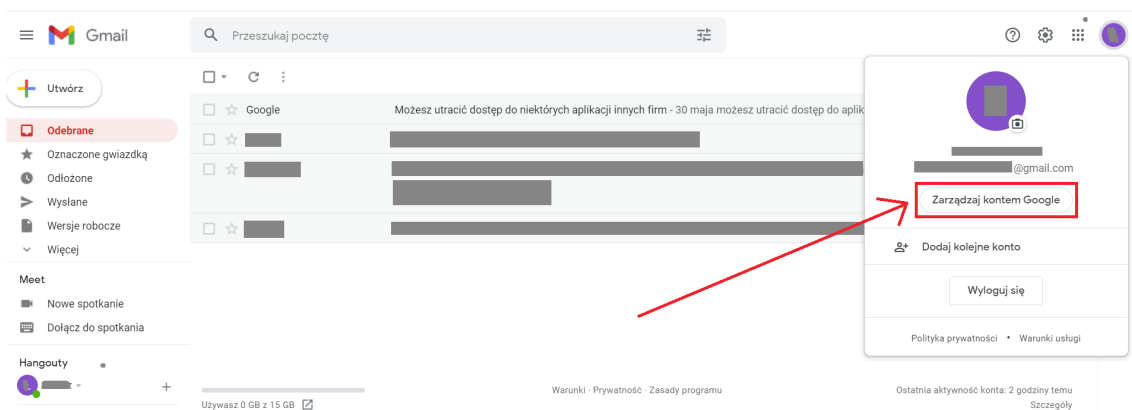 Gmail
Przeszukaj pocztę
Utwórz
Odebrane
Oznaczone gwiazdką
Odłożone
Wysłane
Wersje robocze
Więcej
Meet
Nowe spotkanie
Dołącz do spotkania
Hangouty
Google Możesz utracić dostęp do niektórych aplikacji innych firm - 30 maja możesz utracić dostęp do aplik
@gmail.com
Zarządzaj kontem Google
Dodaj kolejne konto
Wyloguj się
Polityka prywatności • Warunki usługi
Używasz 0 GB z 15 GB
Warunki · Prywatność · Zasady programu
Ostatnia aktywność konta: 2 godziny temu
Szczegóły